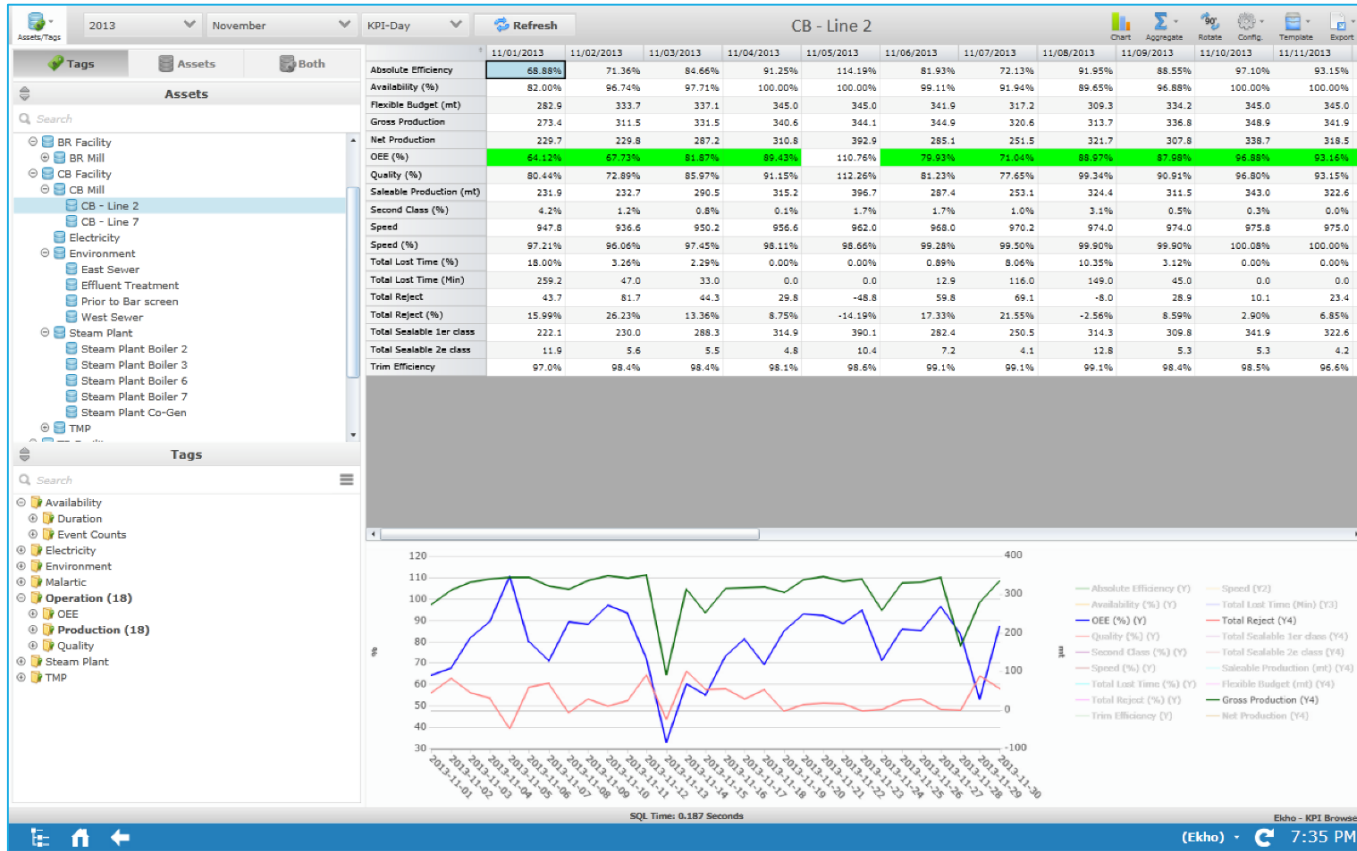 2013 November KPI-Day Refresh CB - Line 2
Assets/Tags Chart Aggregate Rotate Config. Template Export
90°
Tags Assets Both
Assets
Search
BR Facility
BR Mill
CB Facility
CB Mill
CB - Line 2
CB - Line 7
Electricity
Environment
East Sewer
Effluent Treatment
Prior to Bar screen
West Sewer
Steam Plant
Steam Plant Boiler 2
Steam Plant Boiler 3
Steam Plant Boiler 6
Steam Plant Boiler 7
Steam Plant Co-Gen
TMP
Tags
Search
Availability
Duration
Event Counts
Electricity
Environment
Malartic
Operation (18)
OEE
Production (18)
Quality
Steam Plant
TMP
11/01/2013 11/02/2013 11/03/2013 11/04/2013 11/05/2013 11/06/2013 11/07/2013 11/08/2013 11/09/2013 11/10/2013 11/11/2013
Absolute Efficiency 68.88% 71.36% 84.66% 91.25% 114.19% 81.93% 72.13% 91.95% 88.55% 97.10% 93.15%
Availability (%) 82.00% 96.74% 97.71% 100.00% 100.00% 99.11% 91.94% 89.65% 96.88% 100.00% 100.00%
Flexible Budget (mt) 282.9 333.7 337.1 345.0 345.0 341.9 317.2 309.3 334.2 345.0 345.0
Gross Production 273.4 311.5 331.5 340.6 344.1 344.9 320.6 313.7 336.8 348.9 341.9
Net Production 229.7 229.8 287.2 310.8 392.9 285.1 251.5 321.7 307.8 338.7 318.5
OEE (%) 64.12% 67.73% 81.87% 89.43% 110.76% 79.93% 71.04% 88.97% 87.98% 96.88% 93.16%
Quality (%) 80.44% 72.89% 85.97% 91.15% 112.26% 81.23% 77.65% 99.34% 90.91% 96.80% 93.15%
Saleable Production (mt) 231.9 232.7 290.5 315.2 396.7 287.4 253.1 324.4 311.5 343.0 322.6
Second Class (%) 4.2% 1.2% 0.8% 0.1% 1.7% 1.7% 1.0% 3.1% 0.5% 0.3% 0.0%
Speed 947.8 936.6 950.2 956.6 962.0 968.0 970.2 974.0 974.0 975.8 975.0
Speed (%) 97.21% 96.06% 97.45% 98.11% 98.66% 99.28% 99.50% 99.90% 99.90% 100.08% 100.00%
Total Lost Time (%) 18.00% 3.26% 2.29% 0.00% 0.00% 0.89% 8.06% 10.35% 3.12% 0.00% 0.00%
Total Lost Time (Min) 259.2 47.0 33.0 0.0 0.0 12.9 116.0 149.0 45.0 0.0 0.0
Total Reject 43.7 81.7 44.3 29.8 -48.8 59.8 69.1 -8.0 28.9 10.1 23.4
Total Reject (%) 15.99% 26.23% 13.36% 8.75% -14.19% 17.33% 21.55% -2.56% 8.59% 2.90% 6.85%
Total Sealable 1er class 222.1 230.0 288.3 314.9 390.1 282.4 250.5 314.3 309.8 341.9 322.6
Total Sealable 2e class 11.9 5.6 5.5 4.8 10.4 7.2 4.1 12.8 5.3 5.3 4.2
Trim Efficiency 97.0% 98.4% 98.4% 98.1% 98.6% 99.1% 99.1% 99.1% 98.4% 98.5% 96.6%
120
110
100
90
80
70
60
50
40
30
%
400
300
200
100
0
-100
mt
2013-11-01
2013-11-02
2013-11-03
2013-11-04
2013-11-05
2013-11-06
2013-11-07
2013-11-08
2013-11-09
2013-11-10
2013-11-11
2013-11-12
2013-11-13
2013-11-14
2013-11-15
2013-11-16
2013-11-17
2013-11-18
2013-11-19
2013-11-20
2013-11-21
2013-11-22
2013-11-23
2013-11-24
2013-11-25
2013-11-26
2013-11-27
2013-11-28
2013-11-29
2013-11-30
Absolute Efficiency (Y) Speed (Y2)
Availability (%) (Y) Total Lost Time (Min) (Y3)
OEE (%) (Y) Total Reject (Y4)
Quality (%) (Y) Total Sealable 1er class (Y4)
Second Class (%) (Y) Total Sealable 2e class (Y4)
Speed (%) (Y) Saleable Production (mt) (Y4)
Total Lost Time (%) (Y) Flexible Budget (mt) (Y4)
Total Reject (%) (Y) Gross Production (Y4)
Trim Efficiency (Y) Net Production (Y4)
SQL Time: 0.187 Seconds Ekho - KPI Browse
(Ekho) 7:35 PM